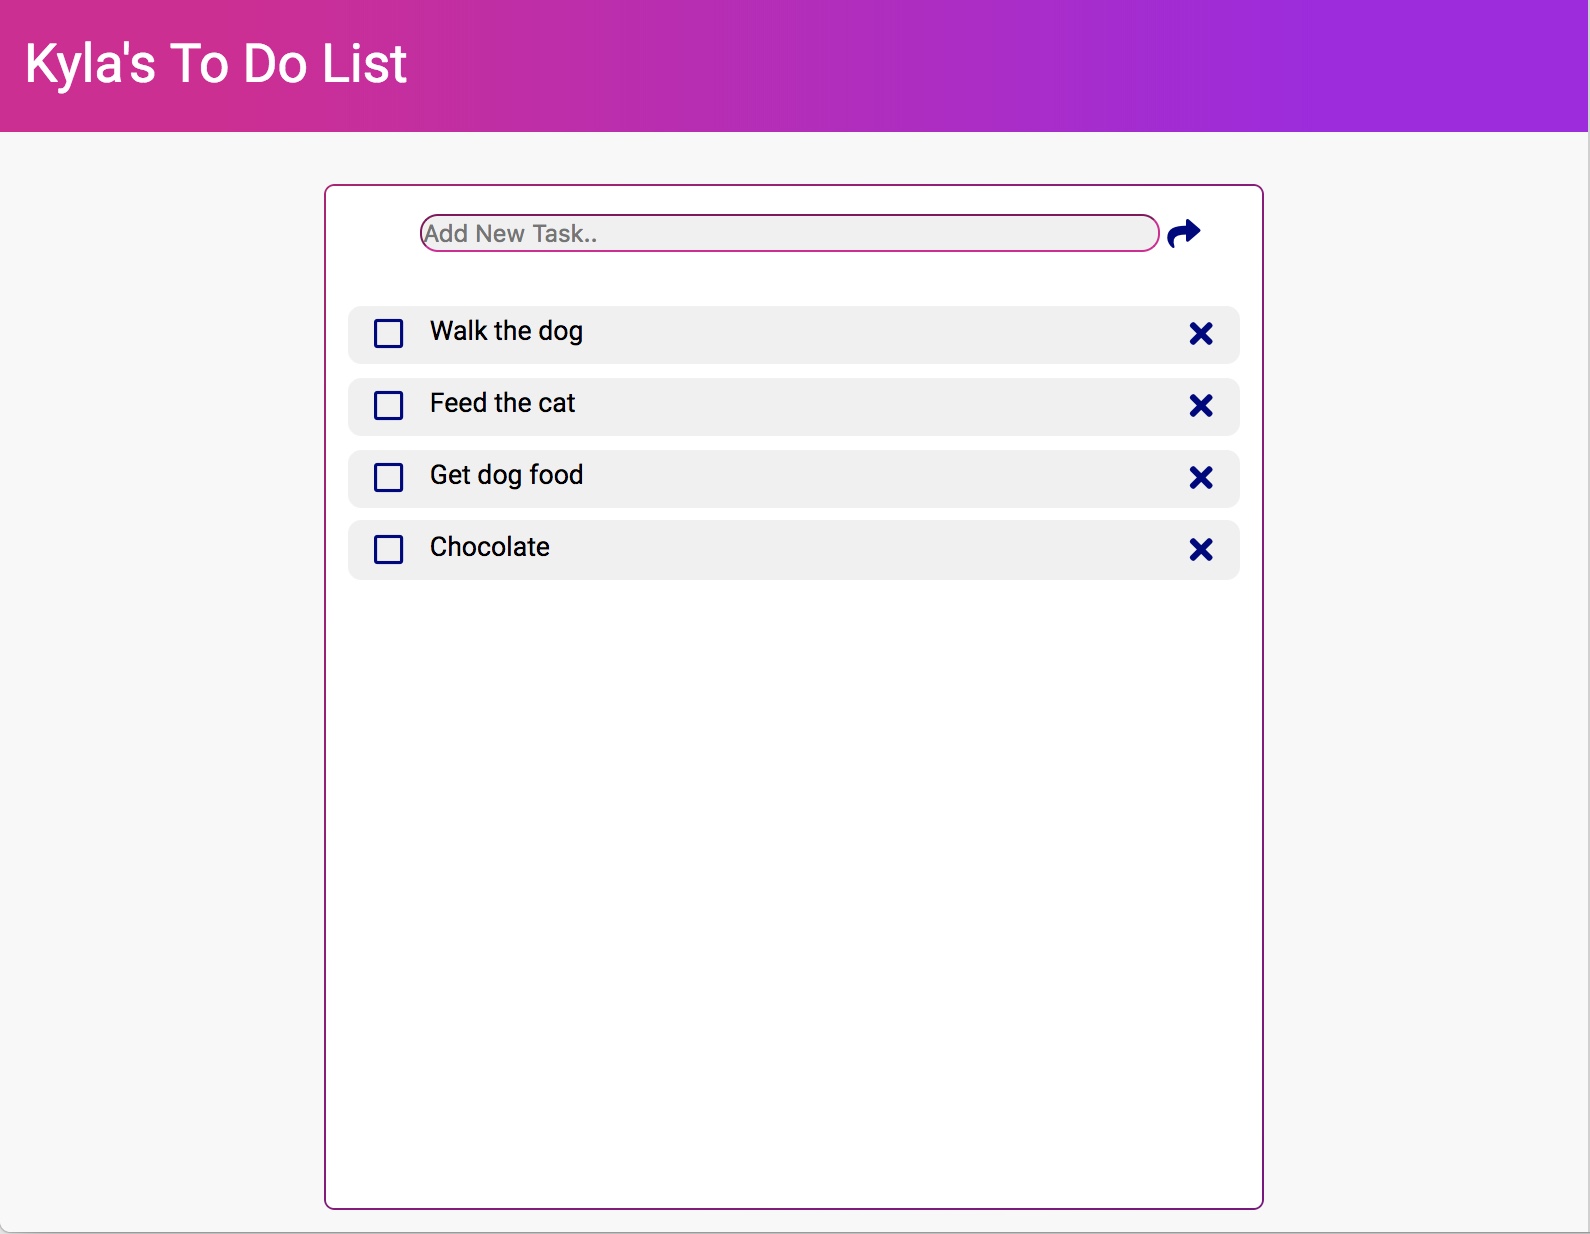 Kyla's To Do List
Add New Task..
Walk the dog
Feed the cat
Get dog food
Chocolate